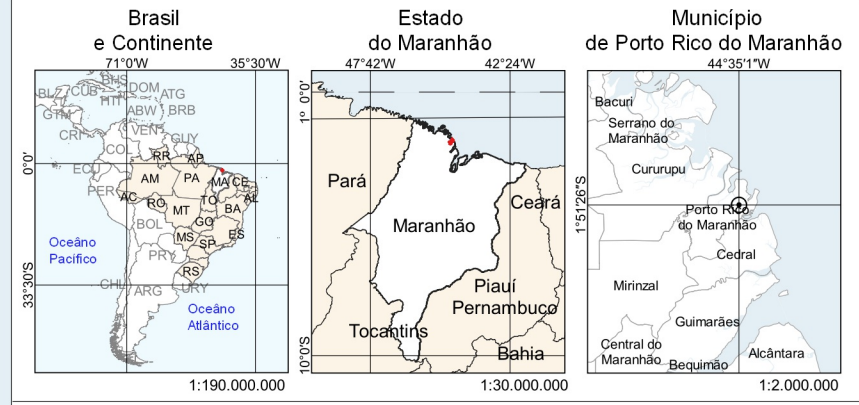 Brasil
e Continente
71°0'W 35°30'W
BHS
BLZ CUB DOM ATG
HTI
GTM ABW BRB
CRI VEN GUY
COL
0°0'
RR AP
ECU
AM PA MA CE
PER
AC RO TO AL
MT BA
BOL GO
MS ES
SP
Oceâno
Pacífico
PRY
RS
33°30'S
CHL ARG URY
Oceâno
Atlântico
1:190.000.000
Estado
do Maranhão
47°42'W 42°24'W
0°0'
1°
Pará
Ceará
Maranhão
Piauí
Pernambuco
Tocantins
Bahia
10°0'S
1:30.000.000
Município
de Porto Rico do Maranhão
44°35'1"W
Bacuri
Serrano do
Maranhão
Cururupu
1°51'26"S
Porto Rico
do Maranhão
Cedral
Mirinzal
Guimarães
Central do
Maranhão
Bequimão
Alcântara
1:2.000.000